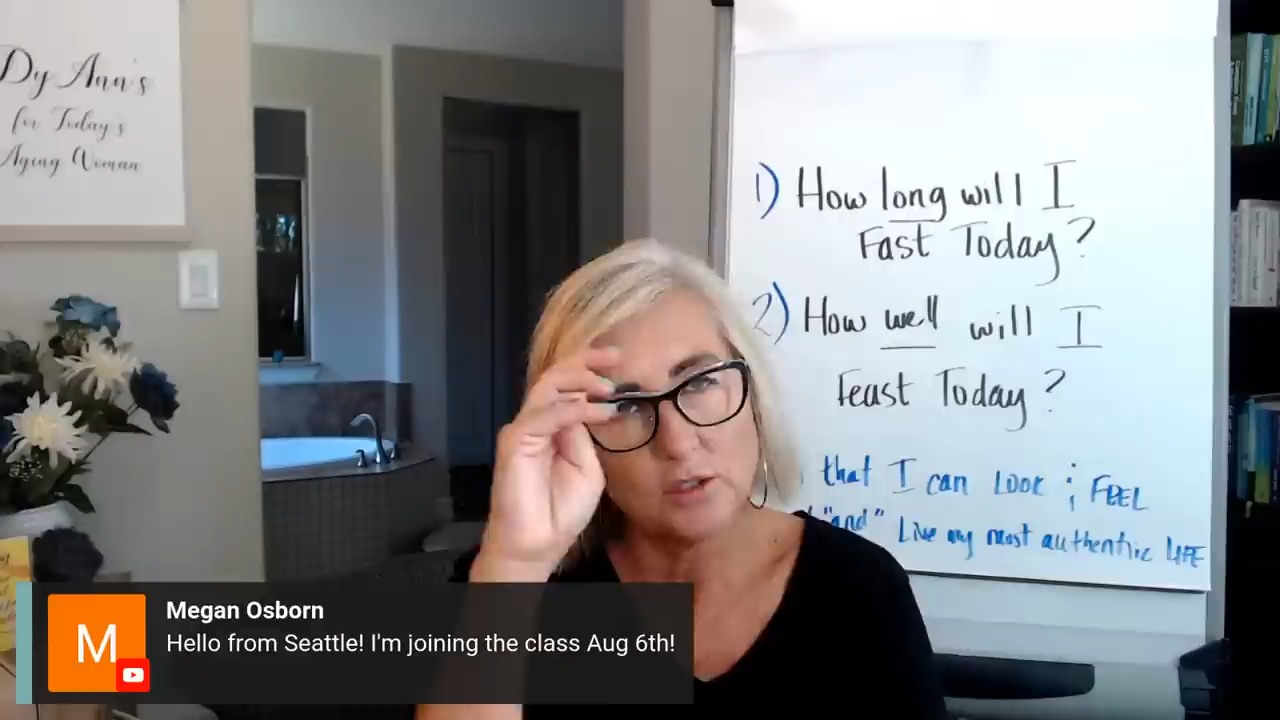 Dy Ann's
for Today's
Aging Woman
1) How long will I
Fast Today?
2) How well will I
Feast Today?
that I can Look ; FEEL
"and" Live my most authentic LIFE
Megan Osborn
Hello from Seattle! I'm joining the class Aug 6th!
M